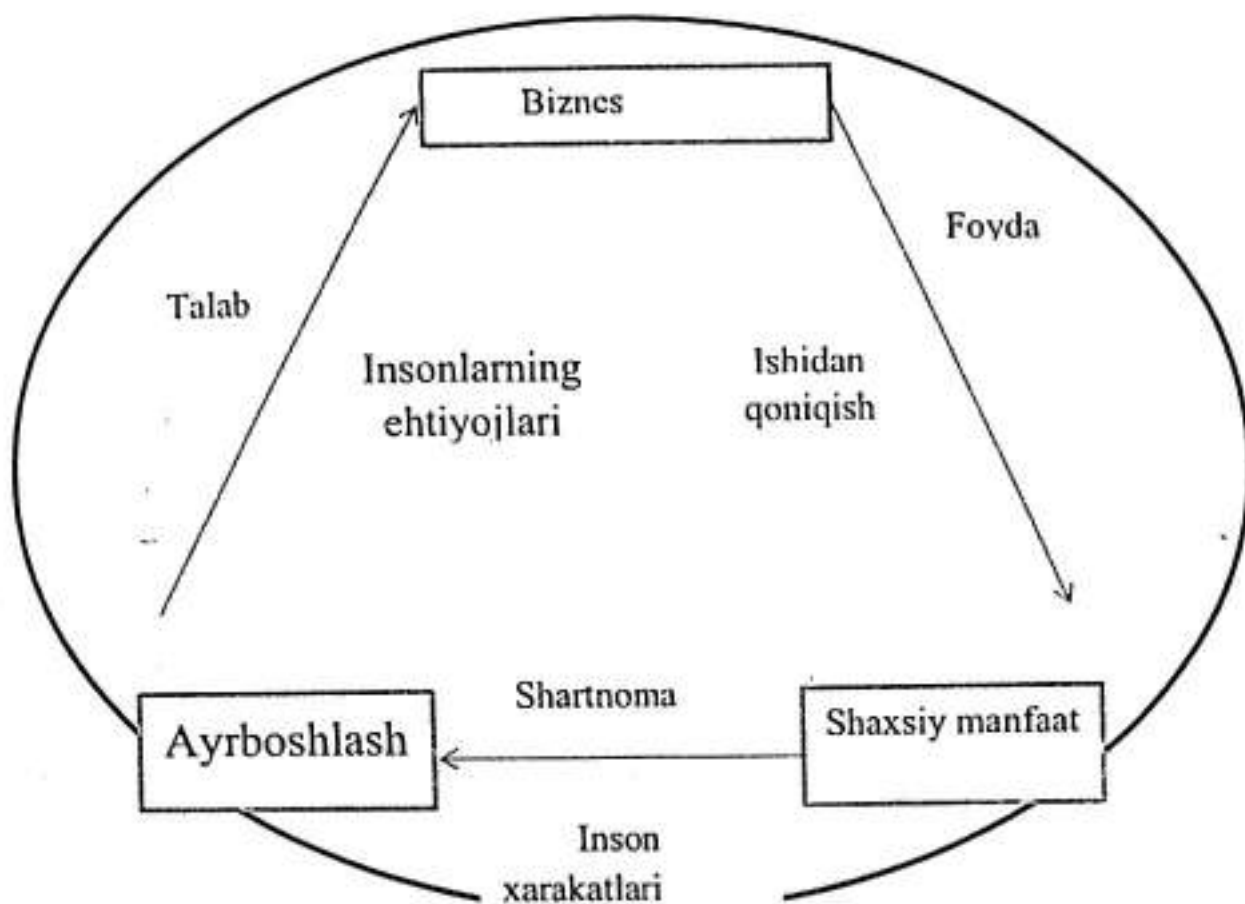 Biznes
Foyda
Talab
Insonlarning
ehtiyojlari
Ishidan
qoniqish
Shartnoma
Ayrboshlash
Shaxsiy manfaat
Inson
xarakatlari